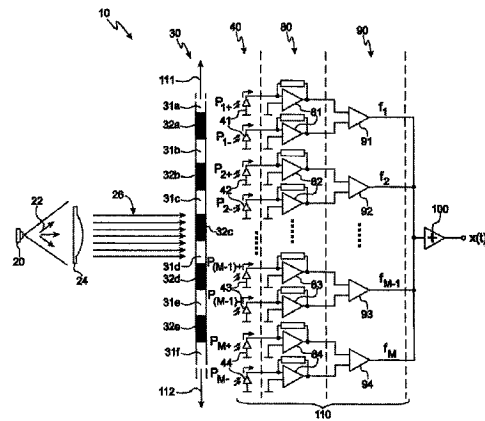 10
30
40
80
90
111
31a
32a
31b
32b
31c
32c
31d
32d
31e
32e
31f
112
22
26
20
24
P1+
41
P1-
P2+
42
P2-
P(M-1)+
43
P(M-1)-
PM+
44
PM-
81
82
83
84
f1
91
f2
92
fM-1
93
fM
94
100
+
x(t)
110